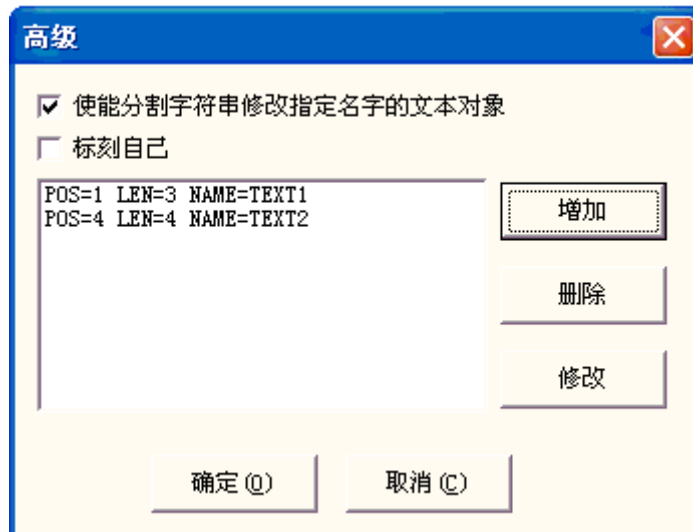 高级
使能分割字符串修改指定名字的文本对象
标刻自己
POS=1 LEN=3 NAME=TEXT1
POS=4 LEN=4 NAME=TEXT2
增加
删除
修改
确定(O)
取消(C)